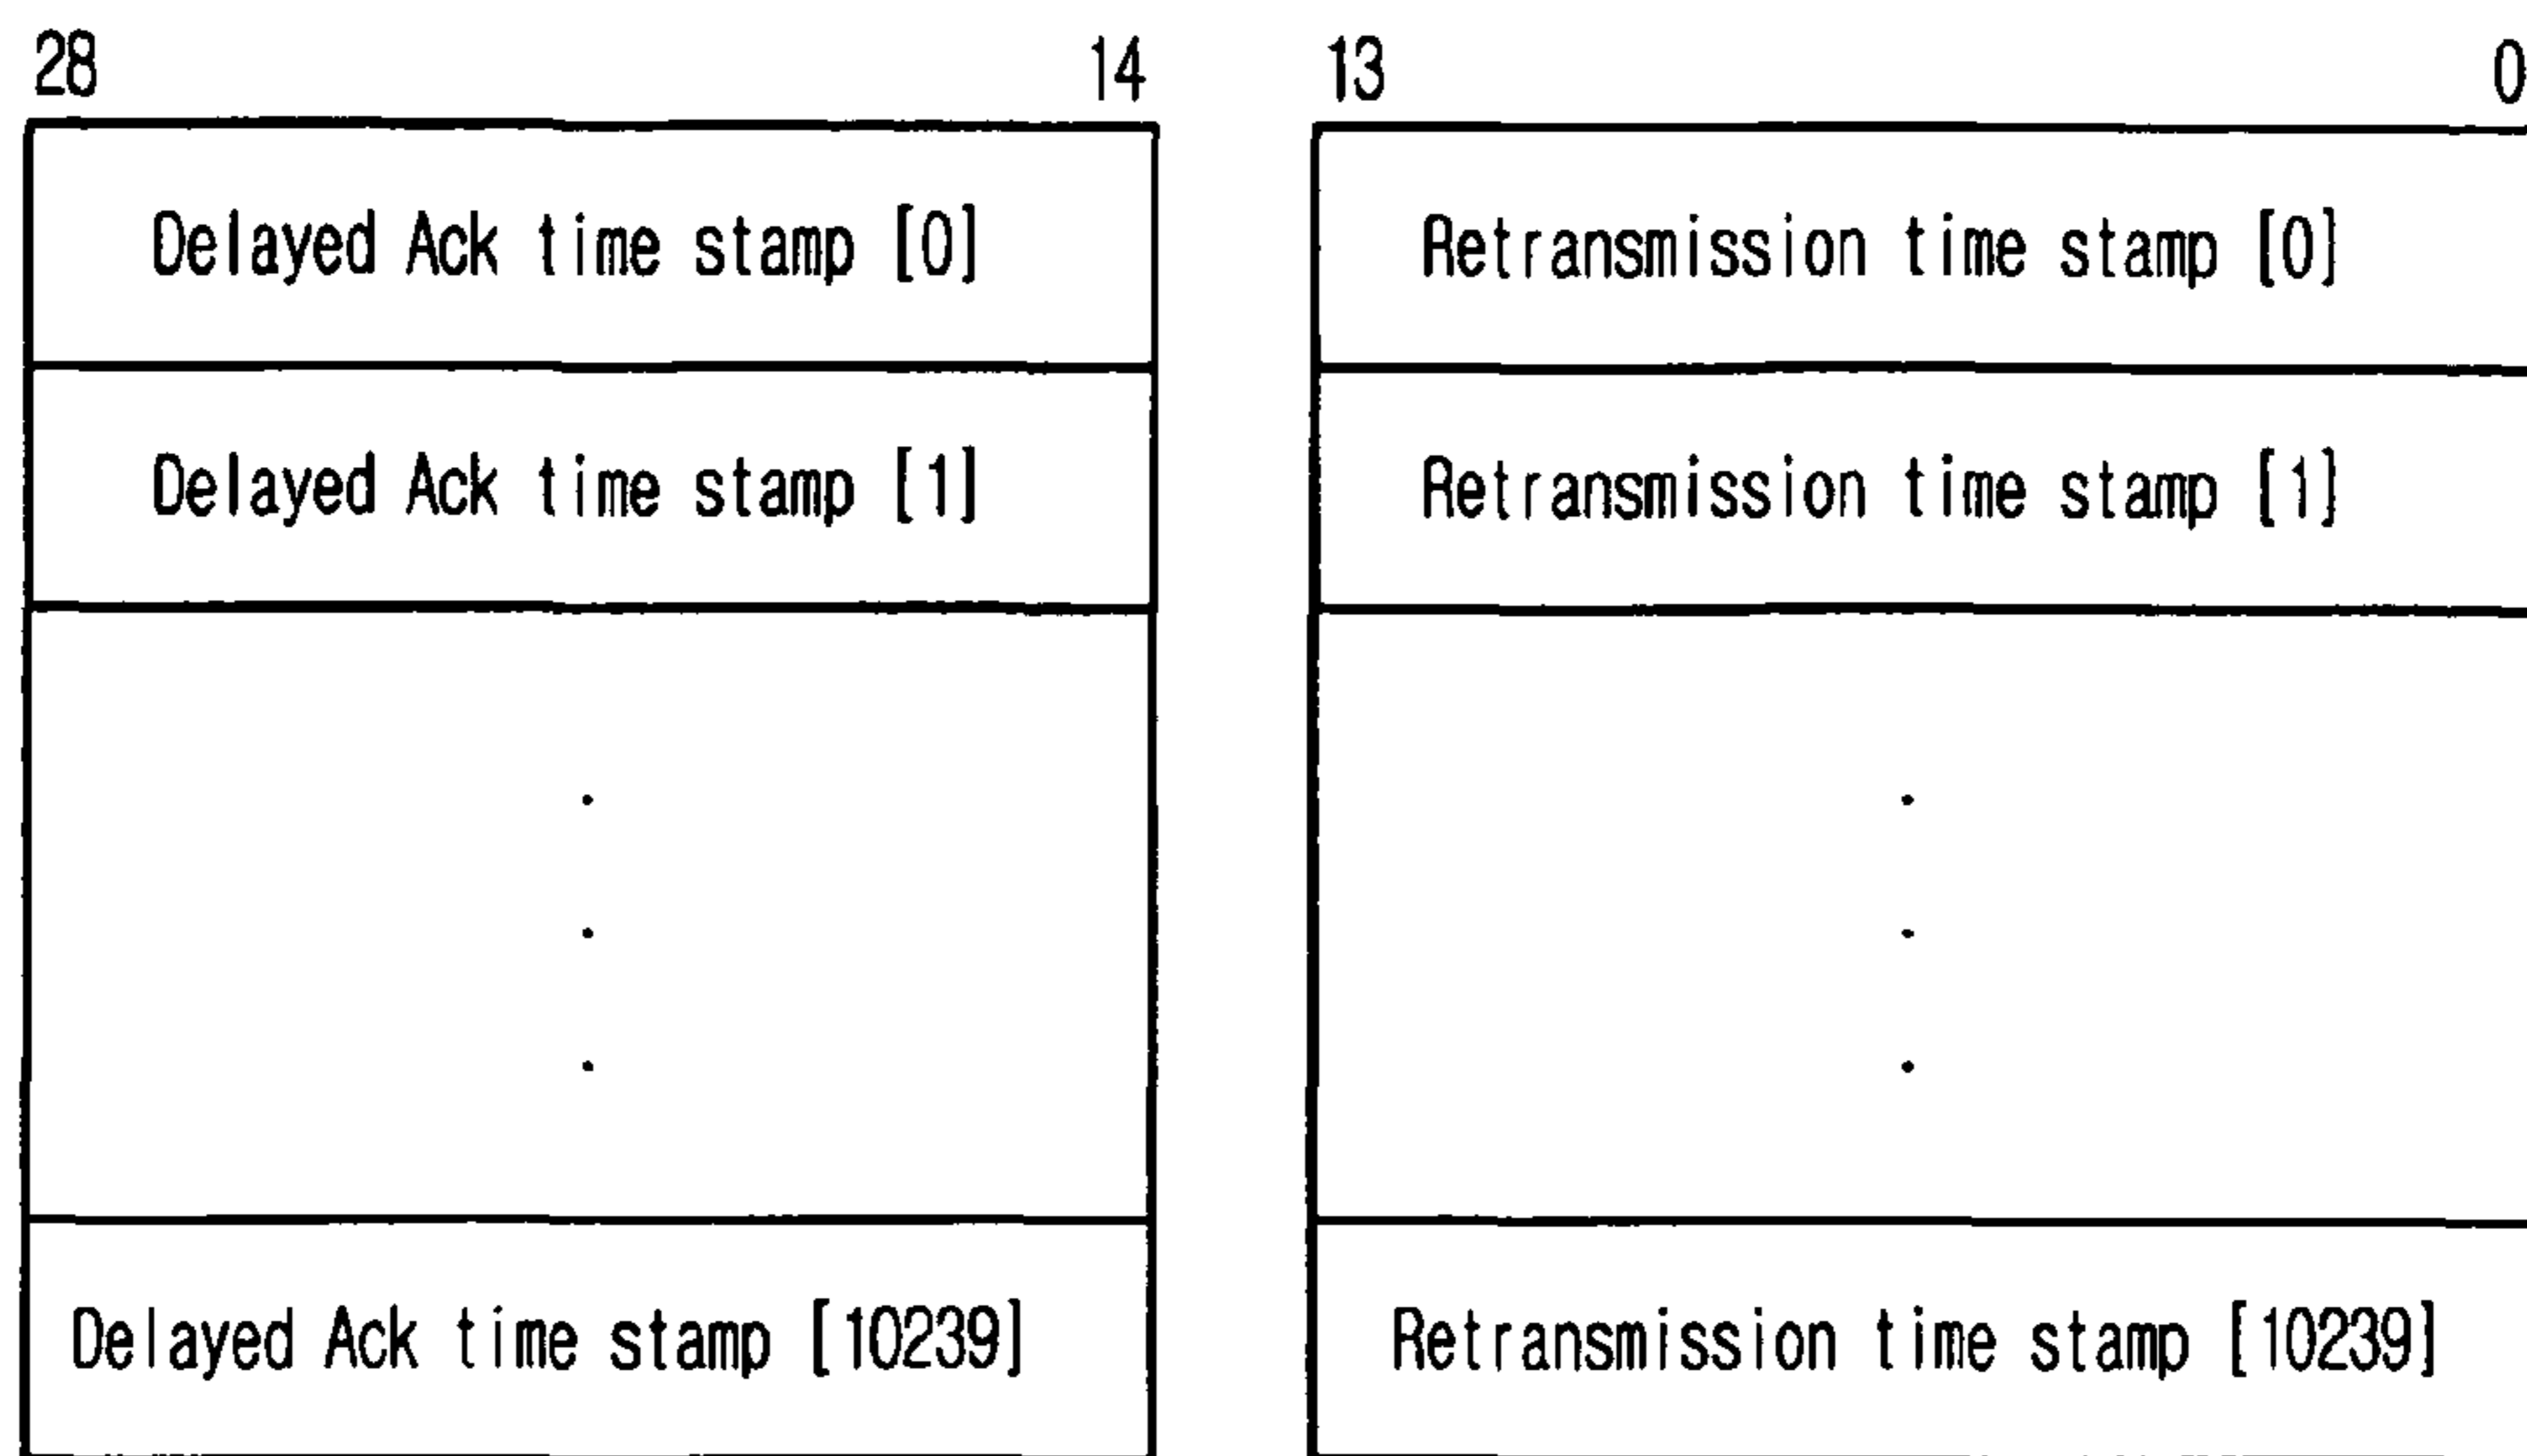 28 14 13 0
Delayed Ack time stamp [0] Retransmission time stamp [0]
Delayed Ack time stamp [1] Retransmission time stamp [1]
Delayed Ack time stamp [10239] Retransmission time stamp [10239]